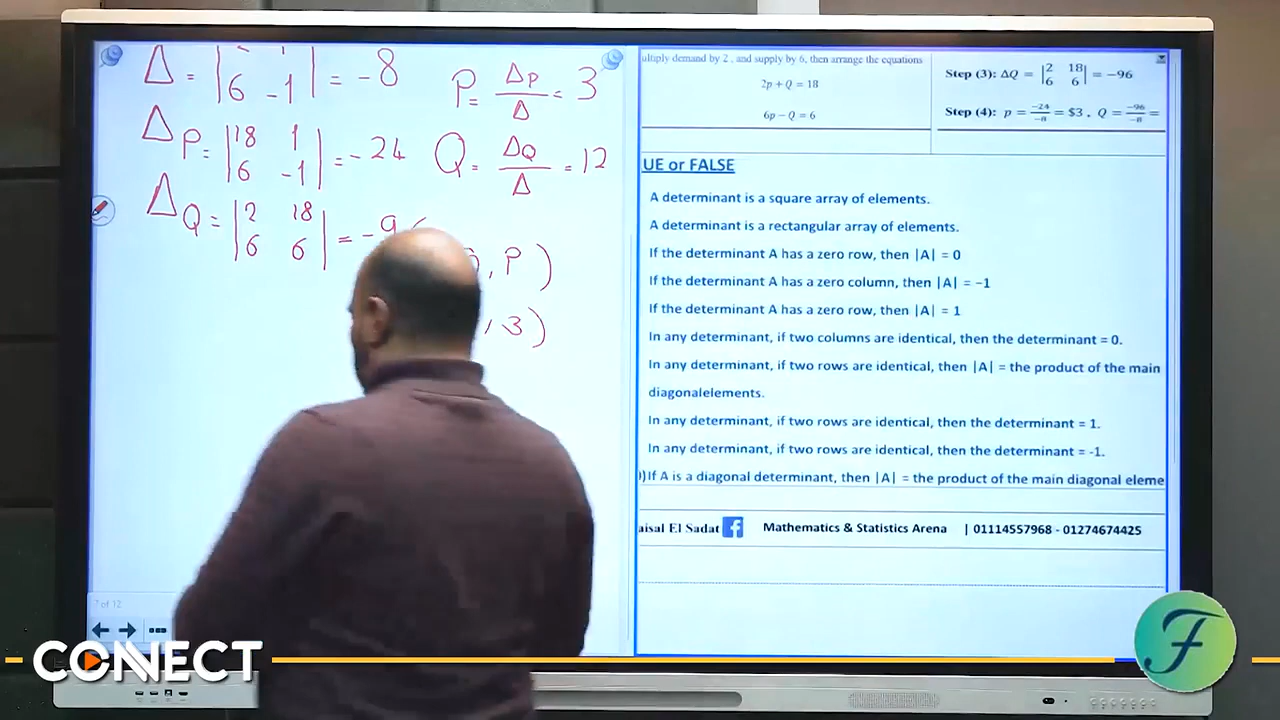 Δ = | 6 -1 | = -8
P = ΔP / Δ = 3
ΔP = | 18 1 | = -24
| 6 -1 |
Q = ΔQ / Δ = 12
ΔQ = | 2 18 | = -9
| 6 6 |
, P )
, 3 )
7 of 12
ultiply demand by 2 , and supply by 6, then arrange the equations
2p + Q = 18
6p − Q = 6
Step (3): ΔQ = | 2 18 | = −96
| 6 6 |
Step (4): p = −24/−8 = $3 , Q = −96/−8 =
UE or FALSE
A determinant is a square array of elements.
A determinant is a rectangular array of elements.
If the determinant A has a zero row, then |A| = 0
If the determinant A has a zero column, then |A| = −1
If the determinant A has a zero row, then |A| = 1
In any determinant, if two columns are identical, then the determinant = 0.
In any determinant, if two rows are identical, then |A| = the product of the main
diagonalelements.
In any determinant, if two rows are identical, then the determinant = 1.
In any determinant, if two rows are identical, then the determinant = -1.
)If A is a diagonal determinant, then |A| = the product of the main diagonal eleme
aisal El Sadat f Mathematics & Statistics Arena | 01114557968 - 01274674425
CONNECT
F